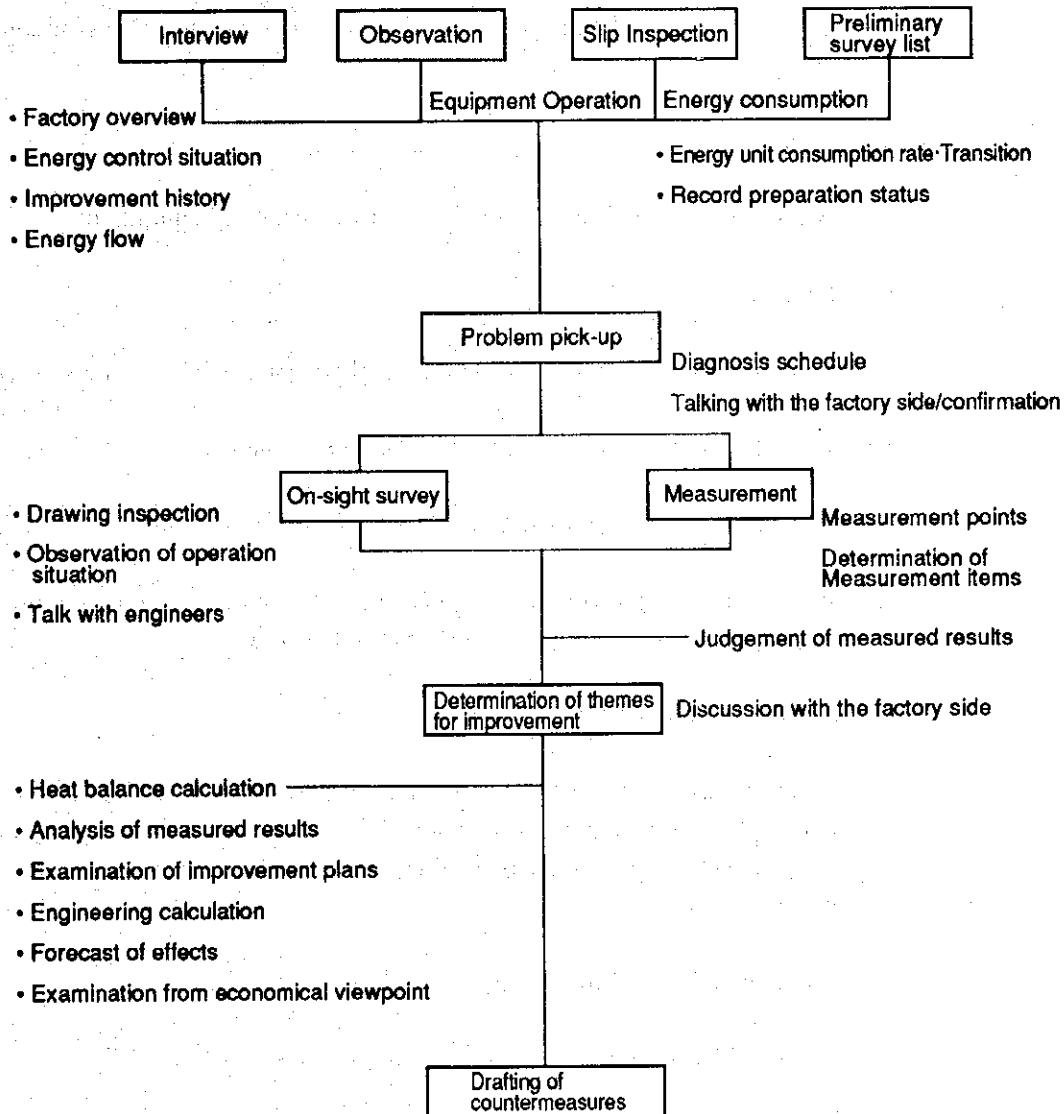 Interview
Observation
Slip Inspection
Preliminary
survey list
Equipment Operation
Energy consumption
• Factory overview
• Energy control situation
• Improvement history
• Energy flow
• Energy unit consumption rate·Transition
• Record preparation status
Problem pick-up
Diagnosis schedule
Talking with the factory side/confirmation
On-sight survey
Measurement
• Drawing inspection
• Observation of operation
situation
• Talk with engineers
Measurement points
Determination of
Measurement items
Judgement of measured results
Determination of themes
for improvement
Discussion with the factory side
• Heat balance calculation
• Analysis of measured results
• Examination of improvement plans
• Engineering calculation
• Forecast of effects
• Examination from economical viewpoint
Drafting of
countermeasures